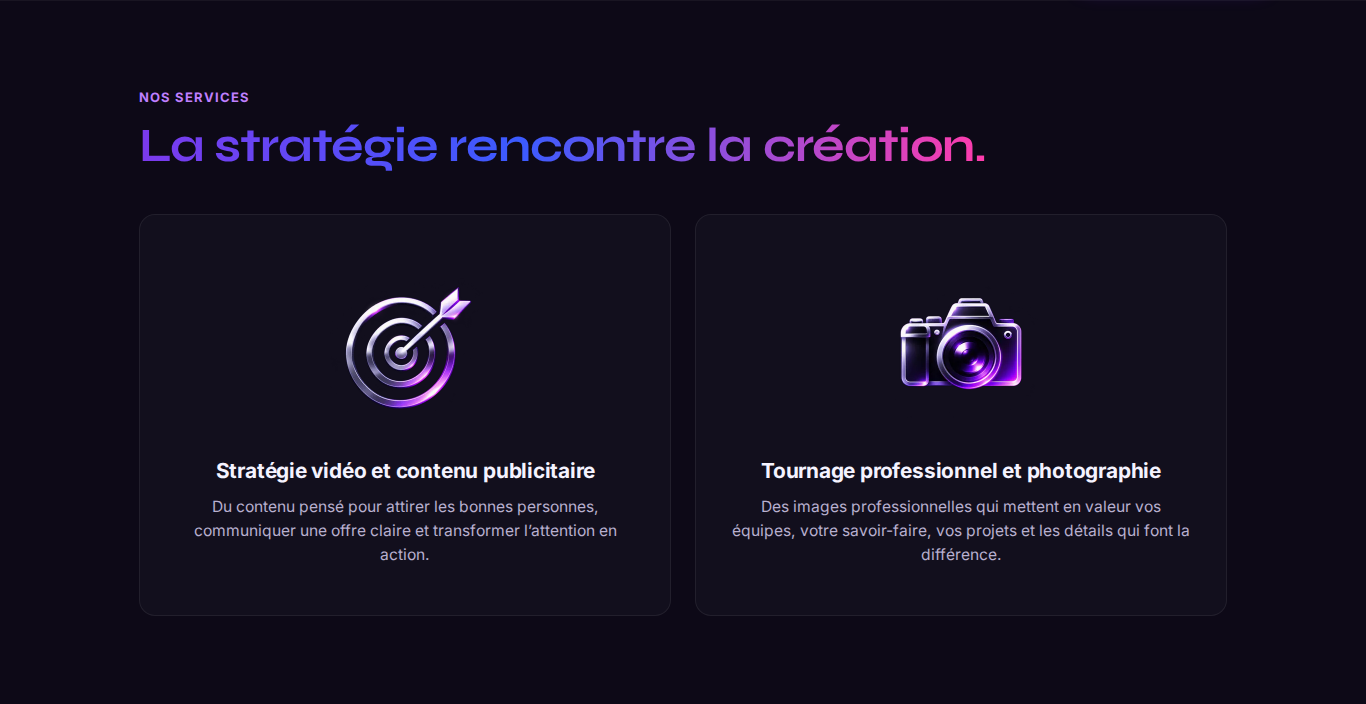 NOS SERVICES
La stratégie rencontre la création.
Stratégie vidéo et contenu publicitaire
Du contenu pensé pour attirer les bonnes personnes,
communiquer une offre claire et transformer l’attention en
action.
Tournage professionnel et photographie
Des images professionnelles qui mettent en valeur vos
équipes, votre savoir-faire, vos projets et les détails qui font la
différence.